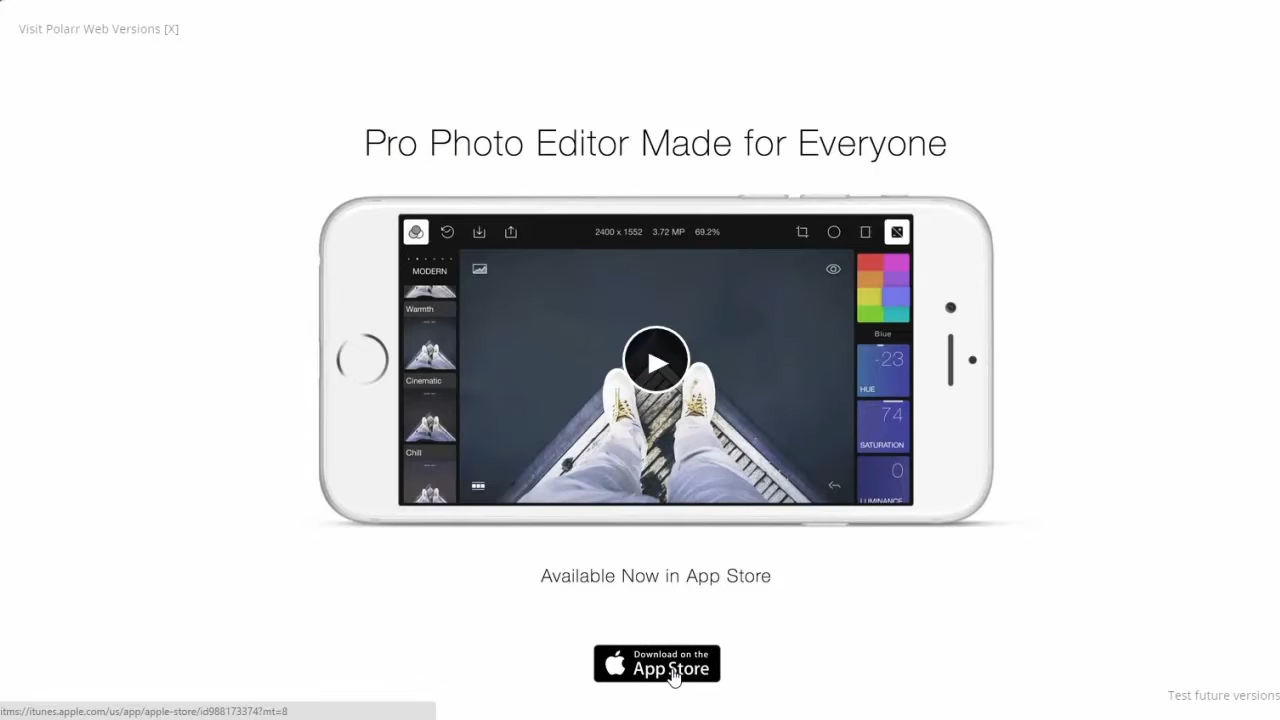 Visit Polarr Web Versions [X]
Pro Photo Editor Made for Everyone
2400 x 1552 3.72 MP 69.2%
MODERN
Warmth
Cinematic
Chill
Blue
-23
HUE
74
SATURATION
0
LUMINANCE
Available Now in App Store
Download on the
App Store
Test future versions
itms://itunes.apple.com/us/app/apple-store/id988173374?mt=8